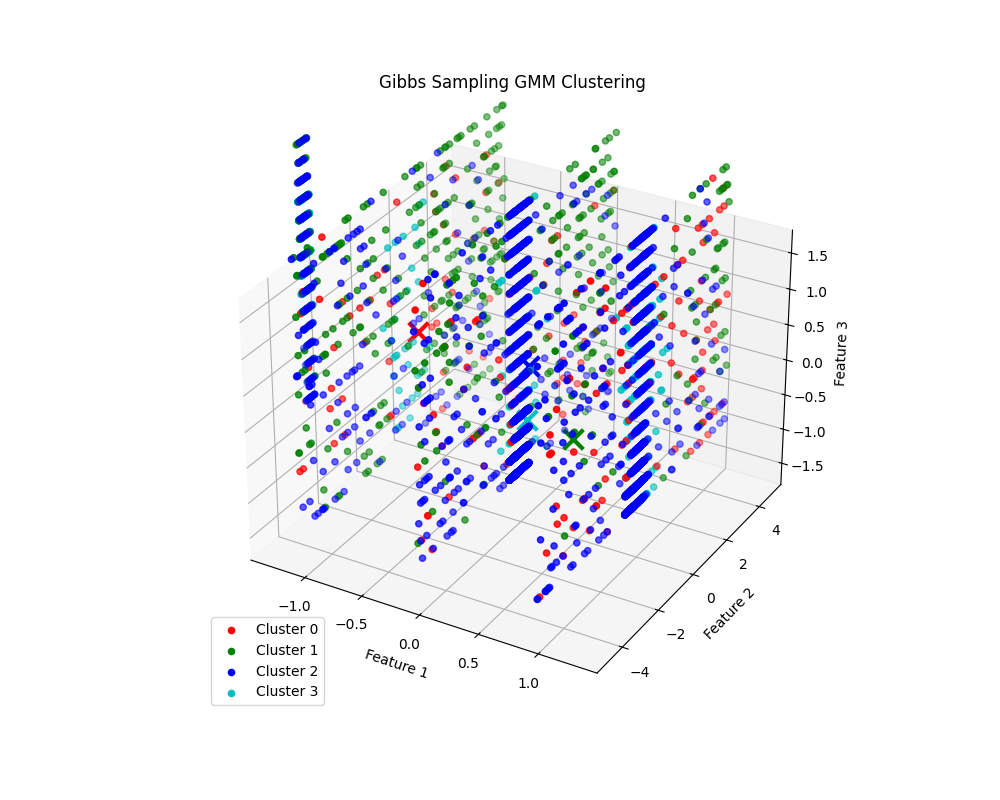 Gibbs Sampling GMM Clustering
1.5
1.0
0.5
0.0
−0.5
−1.0
−1.5
Feature 3
4
2
0
−2
−4
Feature 2
−1.0
−0.5
0.0
0.5
1.0
Feature 1
Cluster 0
Cluster 1
Cluster 2
Cluster 3